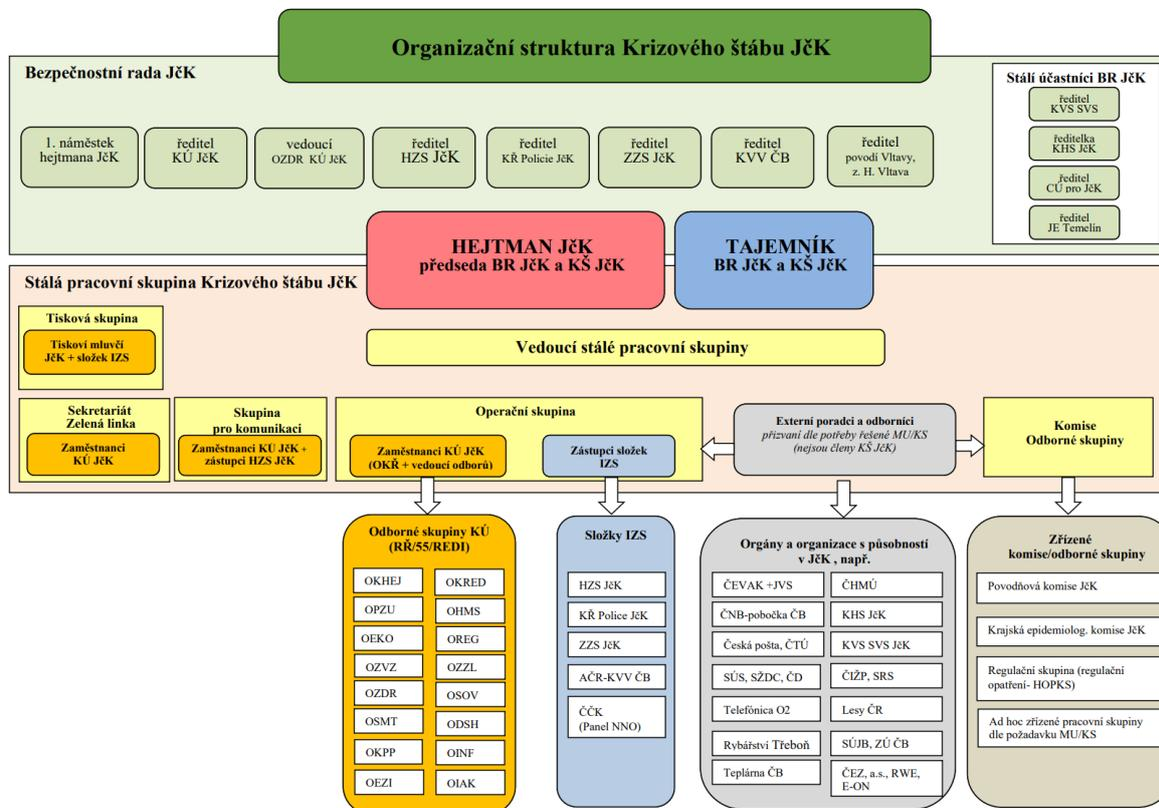 Organizační struktura Krizového štábu JčK
Bezpečnostní rada JčK
1. náměstek
hejtmana JčK
ředitel
KÚ JčK
vedoucí
OZDR KÚ JčK
ředitel
HZS JčK
ředitel
KŘ Policie JčK
ředitel
ZZS JčK
ředitel
KVV ČB
ředitel
povodí Vltavy,
z. H. Vltava
Stálí účastníci BR JčK
ředitel
KVS SVS
ředitelka
KHS JčK
ředitel
CÚ pro JčK
ředitel
JE Temelín
HEJTMAN JčK
předseda BR JčK a KŠ JčK
TAJEMNÍK
BR JčK a KŠ JčK
Stálá pracovní skupina Krizového štábu JčK
Tisková skupina
Tiskoví mluvčí
JčK + složek IZS
Vedoucí stálé pracovní skupiny
Sekretariát
Zelená linka
Zaměstnanci
KÚ JčK
Skupina
pro komunikaci
Zaměstnanci KÚ JčK +
zástupci HZS JčK
Operační skupina
Zaměstnanci KÚ JčK
(OKŘ + vedoucí odborů)
Zástupci složek
IZS
Externí poradci a odborníci
přizvaní dle potřeby řešené MU/KS
(nejsou členy KŠ JčK)
Komise
Odborné skupiny
Odborné skupiny KÚ
(RŘ/55/REDI)
OKHEJ
OKRED
OPZU
OHMS
OEKO
OREG
OZVZ
OZZL
OZDR
OSOV
OSMT
ODSH
OKPP
OINF
OEZI
OIAK
Složky IZS
HZS JčK
KŘ Police JčK
ZZS JčK
AČR-KVV ČB
ČČK
(Panel NNO)
Orgány a organizace s působností
v JčK , např.
ČEVAK +JVS
ČHMÚ
ČNB-pobočka ČB
KHS JčK
Česká pošta, ČTÚ
KVS SVS JčK
SÚS, SŽDC, ČD
ČIŽP, SRS
Telefónica O2
Lesy ČR
Rybářství Třeboň
SÚJB, ZÚ ČB
Teplárna ČB
ČEZ, a.s., RWE,
E-ON
Zřízené
komise/odborné skupiny
Povodňová komise JčK
Krajská epidemiolog. komise JčK
Regulační skupina (regulační
opatření- HOPKS)
Ad hoc zřízené pracovní skupiny
dle požadavku MU/KS